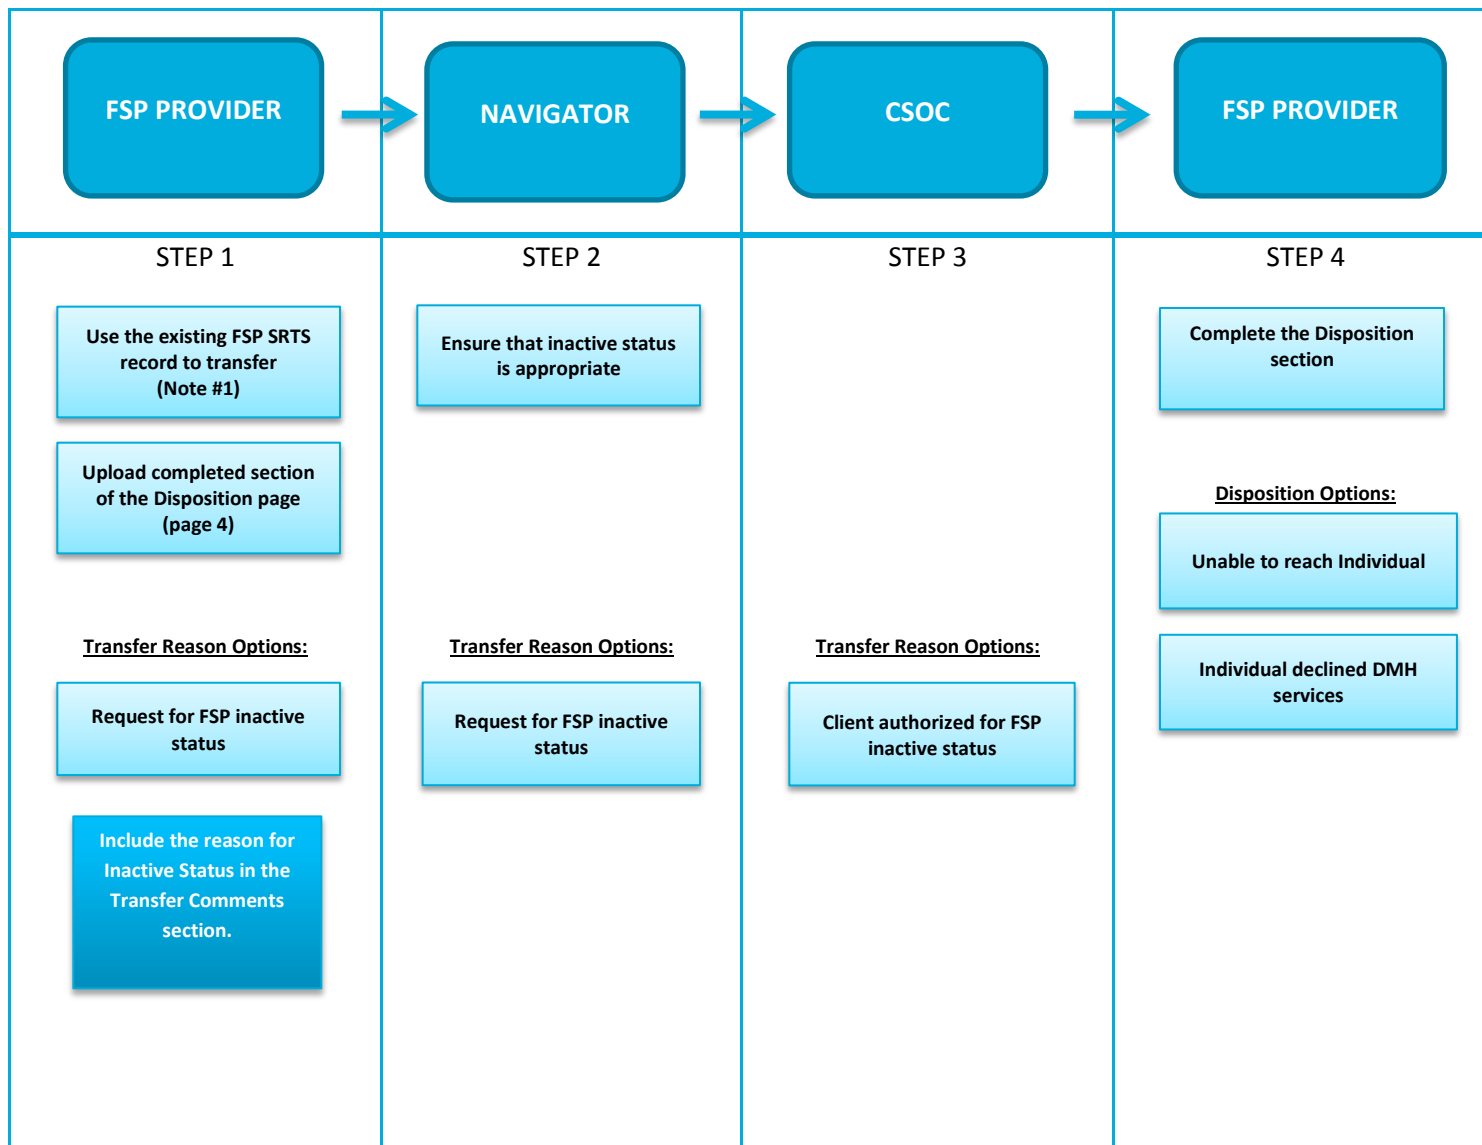 FSP PROVIDER
NAVIGATOR
CSOC
FSP PROVIDER
STEP 1
Use the existing FSP SRTS
record to transfer
(Note #1)
Upload completed section
of the Disposition page
(page 4)
Transfer Reason Options:
Request for FSP inactive
status
Include the reason for
Inactive Status in the
Transfer Comments
section.
STEP 2
Ensure that inactive status
is appropriate
Transfer Reason Options:
Request for FSP inactive
status
STEP 3
Transfer Reason Options:
Client authorized for FSP
inactive status
STEP 4
Complete the Disposition
section
Disposition Options:
Unable to reach Individual
Individual declined DMH
services